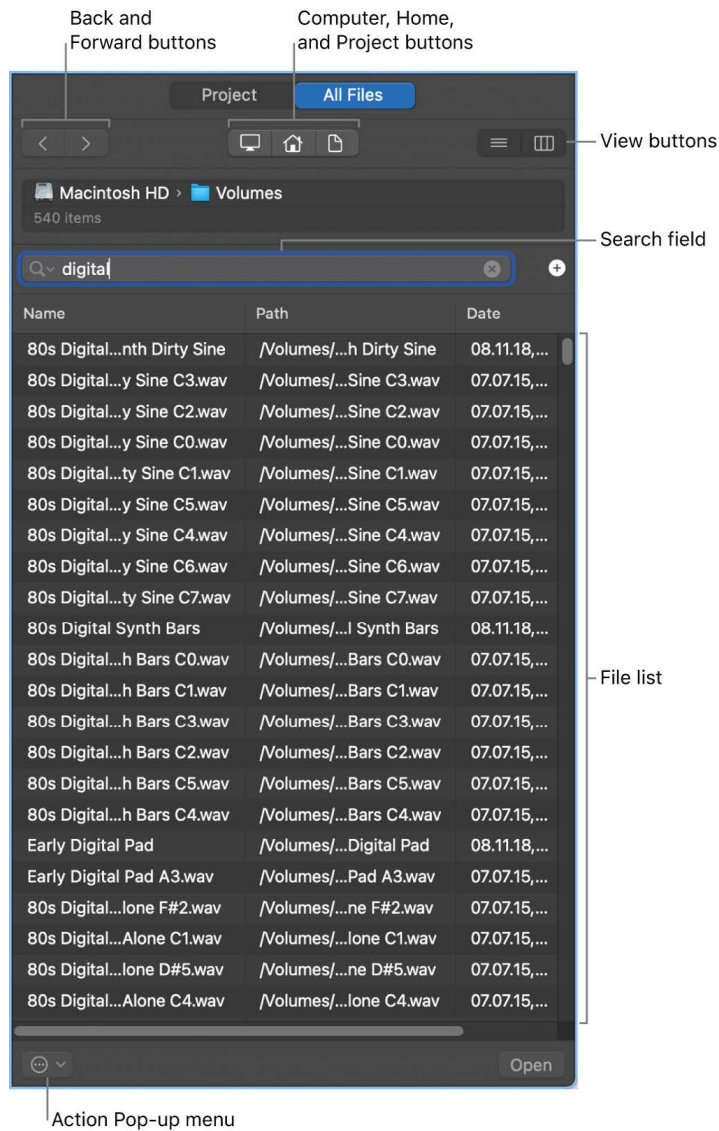 Back and
Forward buttons
Computer, Home,
and Project buttons
Project
All Files
View buttons
Macintosh HD › Volumes
540 items
Search field
digital
Name Path Date
80s Digital...nth Dirty Sine /Volumes/...h Dirty Sine 08.11.18,...
80s Digital...y Sine C3.wav /Volumes/...Sine C3.wav 07.07.15,...
80s Digital...y Sine C2.wav /Volumes/...Sine C2.wav 07.07.15,...
80s Digital...y Sine C0.wav /Volumes/...Sine C0.wav 07.07.15,...
80s Digital...ty Sine C1.wav /Volumes/...Sine C1.wav 07.07.15,...
80s Digital...y Sine C5.wav /Volumes/...Sine C5.wav 07.07.15,...
80s Digital...y Sine C4.wav /Volumes/...Sine C4.wav 07.07.15,...
80s Digital...y Sine C6.wav /Volumes/...Sine C6.wav 07.07.15,...
80s Digital...ty Sine C7.wav /Volumes/...Sine C7.wav 07.07.15,...
80s Digital Synth Bars /Volumes/...l Synth Bars 08.11.18,...
80s Digital...h Bars C0.wav /Volumes/...Bars C0.wav 07.07.15,...
80s Digital...h Bars C1.wav /Volumes/...Bars C1.wav 07.07.15,...
80s Digital...h Bars C3.wav /Volumes/...Bars C3.wav 07.07.15,...
80s Digital...h Bars C2.wav /Volumes/...Bars C2.wav 07.07.15,...
80s Digital...h Bars C5.wav /Volumes/...Bars C5.wav 07.07.15,...
80s Digital...h Bars C4.wav /Volumes/...Bars C4.wav 07.07.15,...
Early Digital Pad /Volumes/...Digital Pad 08.11.18,...
Early Digital Pad A3.wav /Volumes/...Pad A3.wav 07.07.15,...
80s Digital...lone F#2.wav /Volumes/...ne F#2.wav 07.07.15,...
80s Digital...Alone C1.wav /Volumes/...lone C1.wav 07.07.15,...
80s Digital...lone D#5.wav /Volumes/...ne D#5.wav 07.07.15,...
80s Digital...Alone C4.wav /Volumes/...lone C4.wav 07.07.15,...
File list
Open
Action Pop-up menu